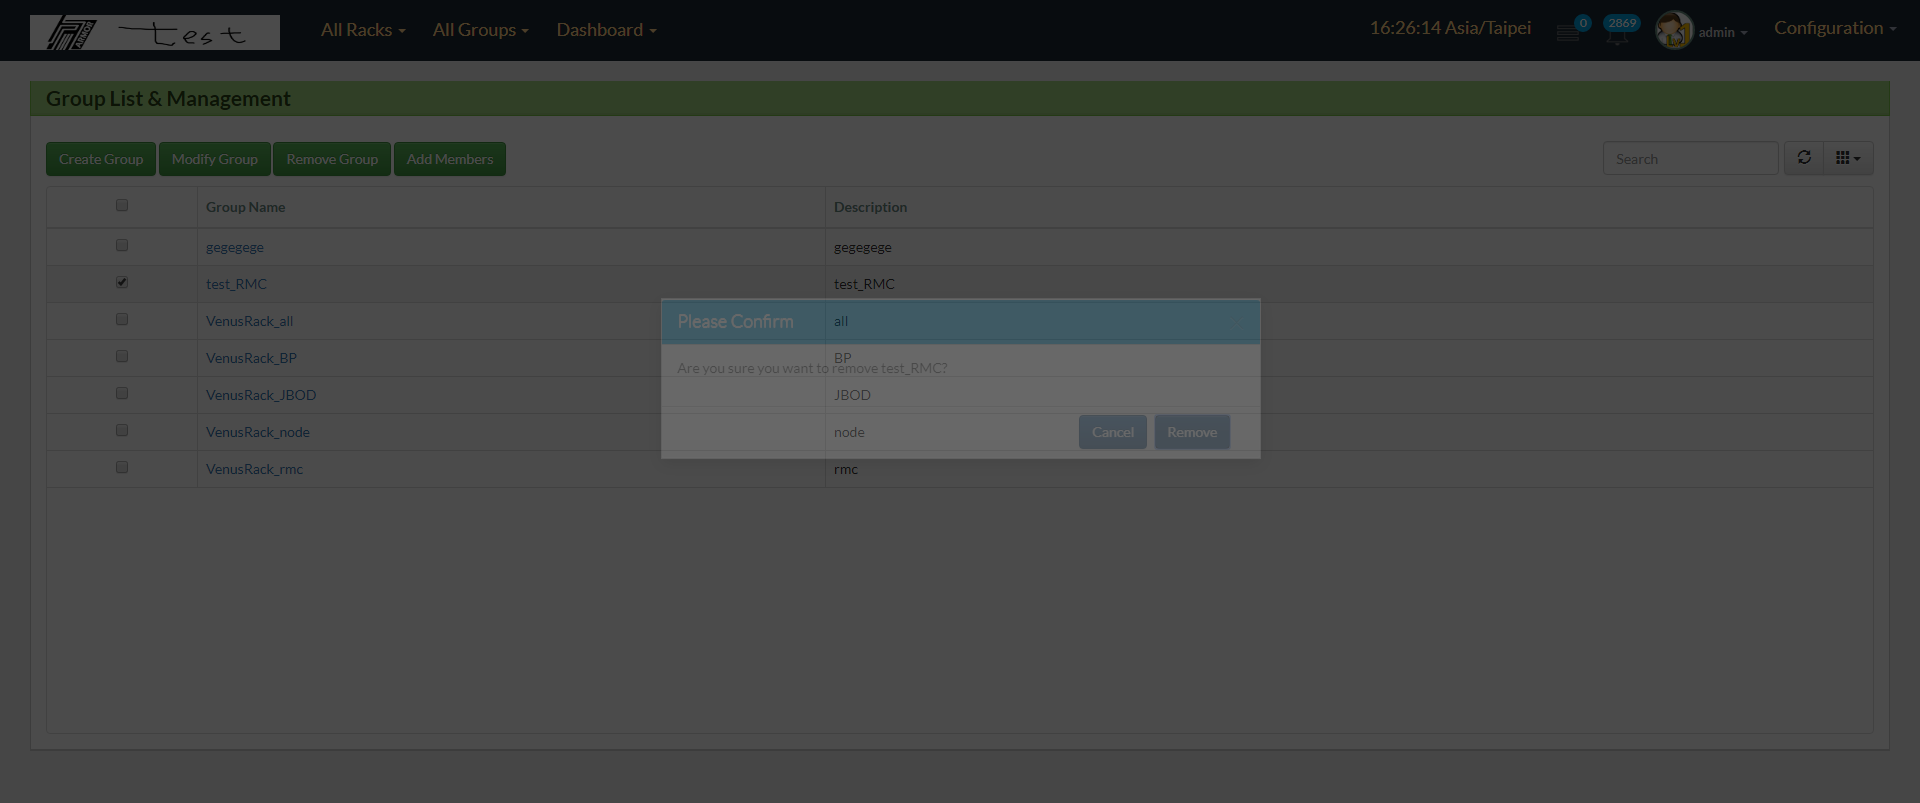 ARBOR test
All Racks
All Groups
Dashboard
16:26:14 Asia/Taipei
0
2869
admin
Configuration
Group List & Management
Create Group
Modify Group
Remove Group
Add Members
Search
Group Name Description
gegegege gegegege
test_RMC test_RMC
VenusRack_all all
VenusRack_BP BP
VenusRack_JBOD JBOD
VenusRack_node node
VenusRack_rmc rmc
Please Confirm
Are you sure you want to remove test_RMC?
Cancel
Remove